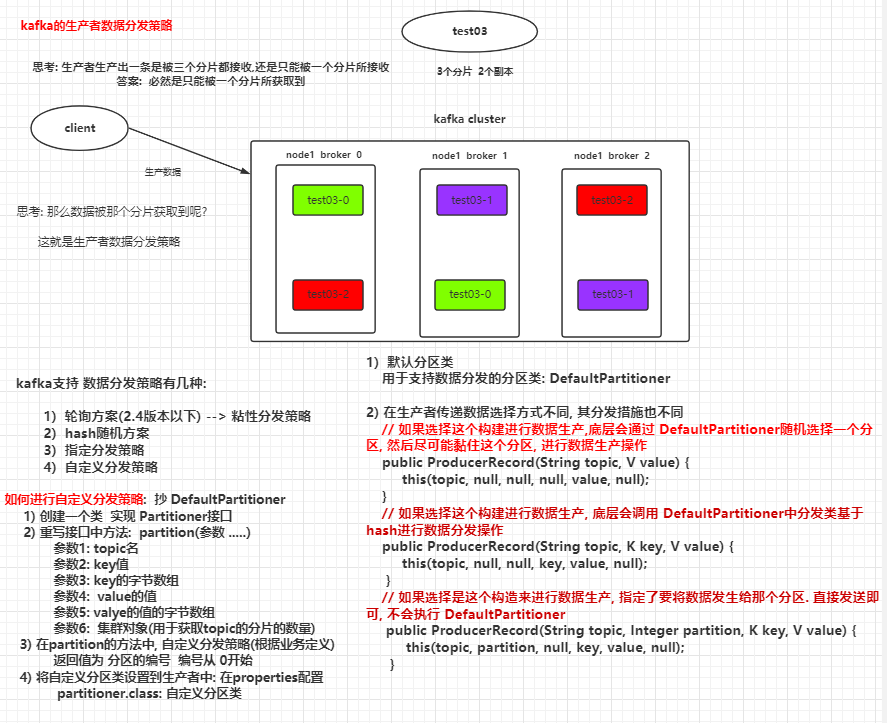 kafka的生产者数据分发策略
test03
思考: 生产者生产出一条是被三个分片都接收,还是只能被一个分片所接收
答案: 必然是只能被一个分片所获取到
3个分片 2个副本
client
kafka cluster
生产数据
node1 broker 0
node1 broker 1
node1 broker 2
test03-0
test03-1
test03-2
思考: 那么数据被那个分片获取到呢?
这就是生产者数据分发策略
test03-2
test03-0
test03-1
kafka支持 数据分发策略有几种:
1) 轮询方案(2.4版本以下) --> 粘性分发策略
2) hash随机方案
3) 指定分发策略
4) 自定义分发策略
如何进行自定义分发策略: 抄 DefaultPartitioner
1) 创建一个类 实现 Partitioner接口
2) 重写接口中方法: partition(参数 .....)
参数1: topic名
参数2: key值
参数3: key的字节数组
参数4: value的值
参数5: valye的值的字节数组
参数6: 集群对象(用于获取topic的分片的数量)
3) 在partition的方法中, 自定义分发策略(根据业务定义)
返回值为 分区的编号 编号从 0开始
4) 将自定义分区类设置到生产者中: 在properties配置
partitioner.class: 自定义分区类
1) 默认分区类
用于支持数据分发的分区类: DefaultPartitioner
2) 在生产者传递数据选择方式不同, 其分发措施也不同
// 如果选择这个构建进行数据生产,底层会通过 DefaultPartitioner随机选择一个分
区, 然后尽可能黏住这个分区, 进行数据生产操作
public ProducerRecord(String topic, V value) {
this(topic, null, null, null, value, null);
}
// 如果选择这个构建进行数据生产, 底层会调用 DefaultPartitioner中分发类基于
hash进行数据分发操作
public ProducerRecord(String topic, K key, V value) {
this(topic, null, null, key, value, null);
}
// 如果选择是这个构造来进行数据生产, 指定了要将数据发生给那个分区. 直接发送即
可, 不会执行 DefaultPartitioner
public ProducerRecord(String topic, Integer partition, K key, V value) {
this(topic, partition, null, key, value, null);
}